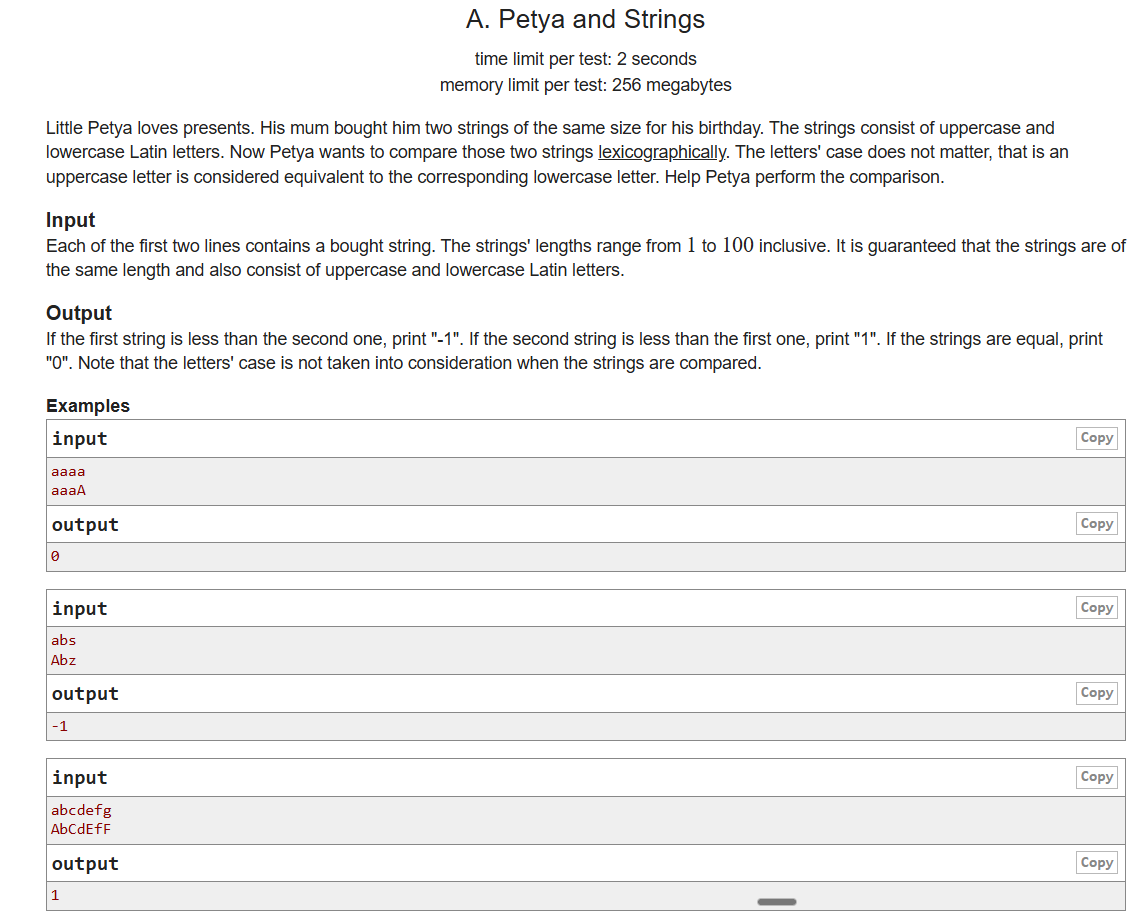 A. Petya and Strings
time limit per test: 2 seconds
memory limit per test: 256 megabytes
Little Petya loves presents. His mum bought him two strings of the same size for his birthday. The strings consist of uppercase and
lowercase Latin letters. Now Petya wants to compare those two strings lexicographically. The letters' case does not matter, that is an
uppercase letter is considered equivalent to the corresponding lowercase letter. Help Petya perform the comparison.
Input
Each of the first two lines contains a bought string. The strings' lengths range from 1 to 100 inclusive. It is guaranteed that the strings are of
the same length and also consist of uppercase and lowercase Latin letters.
Output
If the first string is less than the second one, print "-1". If the second string is less than the first one, print "1". If the strings are equal, print
"0". Note that the letters' case is not taken into consideration when the strings are compared.
Examples
input Copy
aaaa
aaaA
output Copy
0
input Copy
abs
Abz
output Copy
-1
input Copy
abcdefg
AbCdEfF
output Copy
1